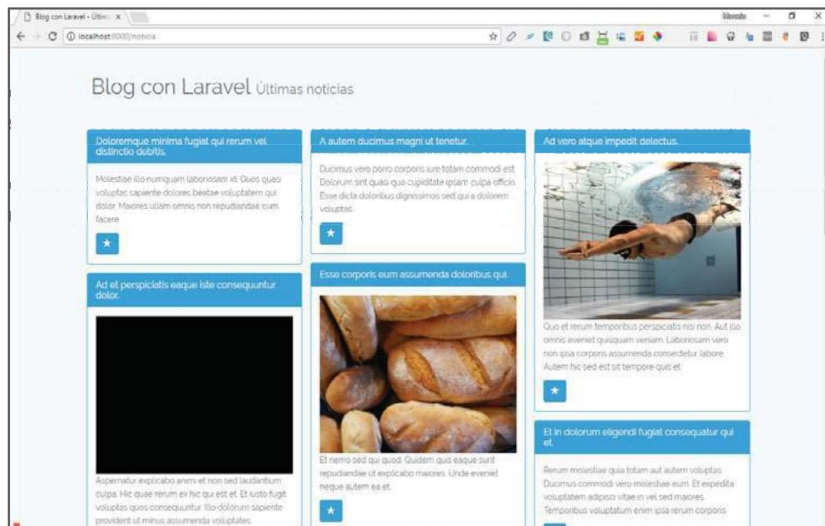 Blog con Laravel - Últim
localhost:8000/noticia
Blog con Laravel Últimas noticias
Doloremque minima fugiat qui rerum vel
distinctio debitis.
Molestiae illo numquam laboriosam id. Quos quasi
voluptas sapiente dolores beatae voluptatem qui
dolor. Maiores ullam omnis non repudiandae cum
facere
Ad et perspiciatis eaque iste consequuntur
dolor.
Aspernatur explicabo animi et non sed laudantium
culpa. Hic quae rerum ex hic qui est et. Et iusto fugit
voluptas quos consequuntur. Illo dolorum sapiente
provident ut minus assumenda voluptates.
A autem ducimus magni ut tenetur.
Ducimus vero porro corporis iure totam commodi est
Dolorum sint quasi quo cupiditate ipsam culpa officiis
Esse dicta doloribus dignissimos sed qui a dolorem
voluptas
Esse corporis eum assumenda doloribus qui.
Et nemo sed qui quod. Quidem quis eaque sunt
repudiandae ut explicabo maiores. Unde eveniet
neque autem ea et.
Ad vero atque impedit delectus.
Quo et rerum temporibus perspiciatis nisi non. Aut illo
omnis eveniet quisquam veniam. Laboriosam vero
non ipsa corporis assumenda consectetur labore.
Autem hic sed est sit tempore quis et
Et in dolorum eligendi fugiat consequatur qui
et.
Rerum molestiae quia totam aut autem voluptas
Ducimus commodi vero molestiae eum. Et expedita
voluptatem adipisci vitae in vel sed maiores.
Temporibus voluptatum enim ipsa rerum corporis